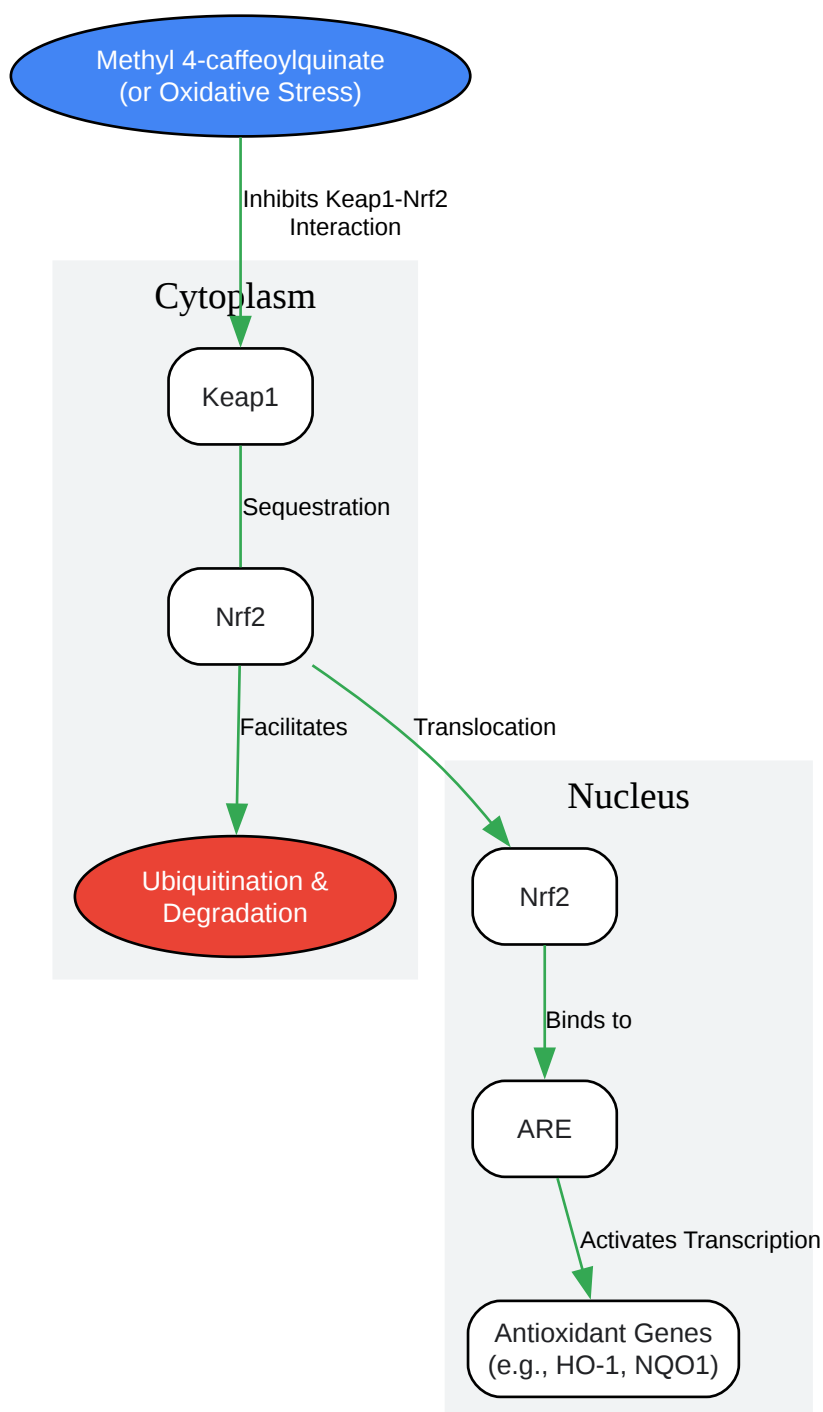 Methyl 4-caffeoylquinate
(or Oxidative Stress)
Inhibits Keap1-Nrf2
Interaction
Cytoplasm
Keap1
Sequestration
Nrf2
Facilitates
Translocation
Nucleus
Ubiquitination &
Degradation
Nrf2
Binds to
ARE
Activates Transcription
Antioxidant Genes
(e.g., HO-1, NQO1)